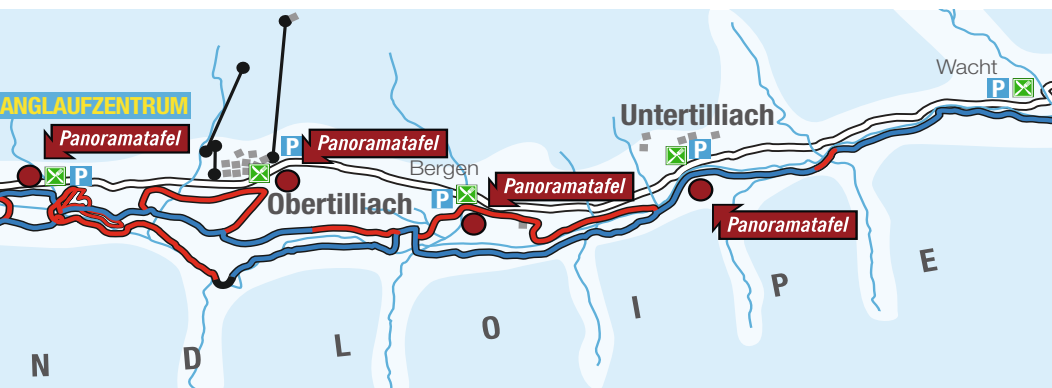 Wacht
P
ANGLAUFZENTRUM
Untertilliach
Panoramatafel
P
Panoramatafel
P
Bergen
P
Panoramatafel
P
Obertilliach
Panoramatafel
N D L O I P E